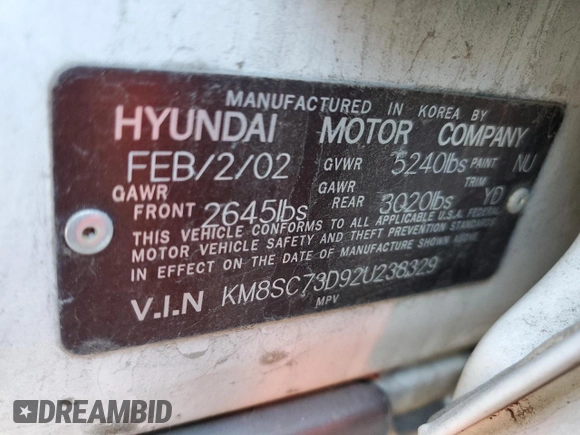 MANUFACTURED IN KOREA BY
HYUNDAI MOTOR COMPANY
FEB/2/02 GVWR 5240lbs PAINT NU
GAWR FRONT 2645lbs GAWR REAR 3020lbs TRIM YD
THIS VEHICLE CONFORMS TO ALL APPLICABLE U.S.A. FEDERAL
MOTOR VEHICLE SAFETY AND THEFT PREVENTION STANDARDS
IN EFFECT ON THE DATE OF MANUFACTURE SHOWN ABOVE
V.I.N KM8SC73D92U238329
MPV
DREAMBID